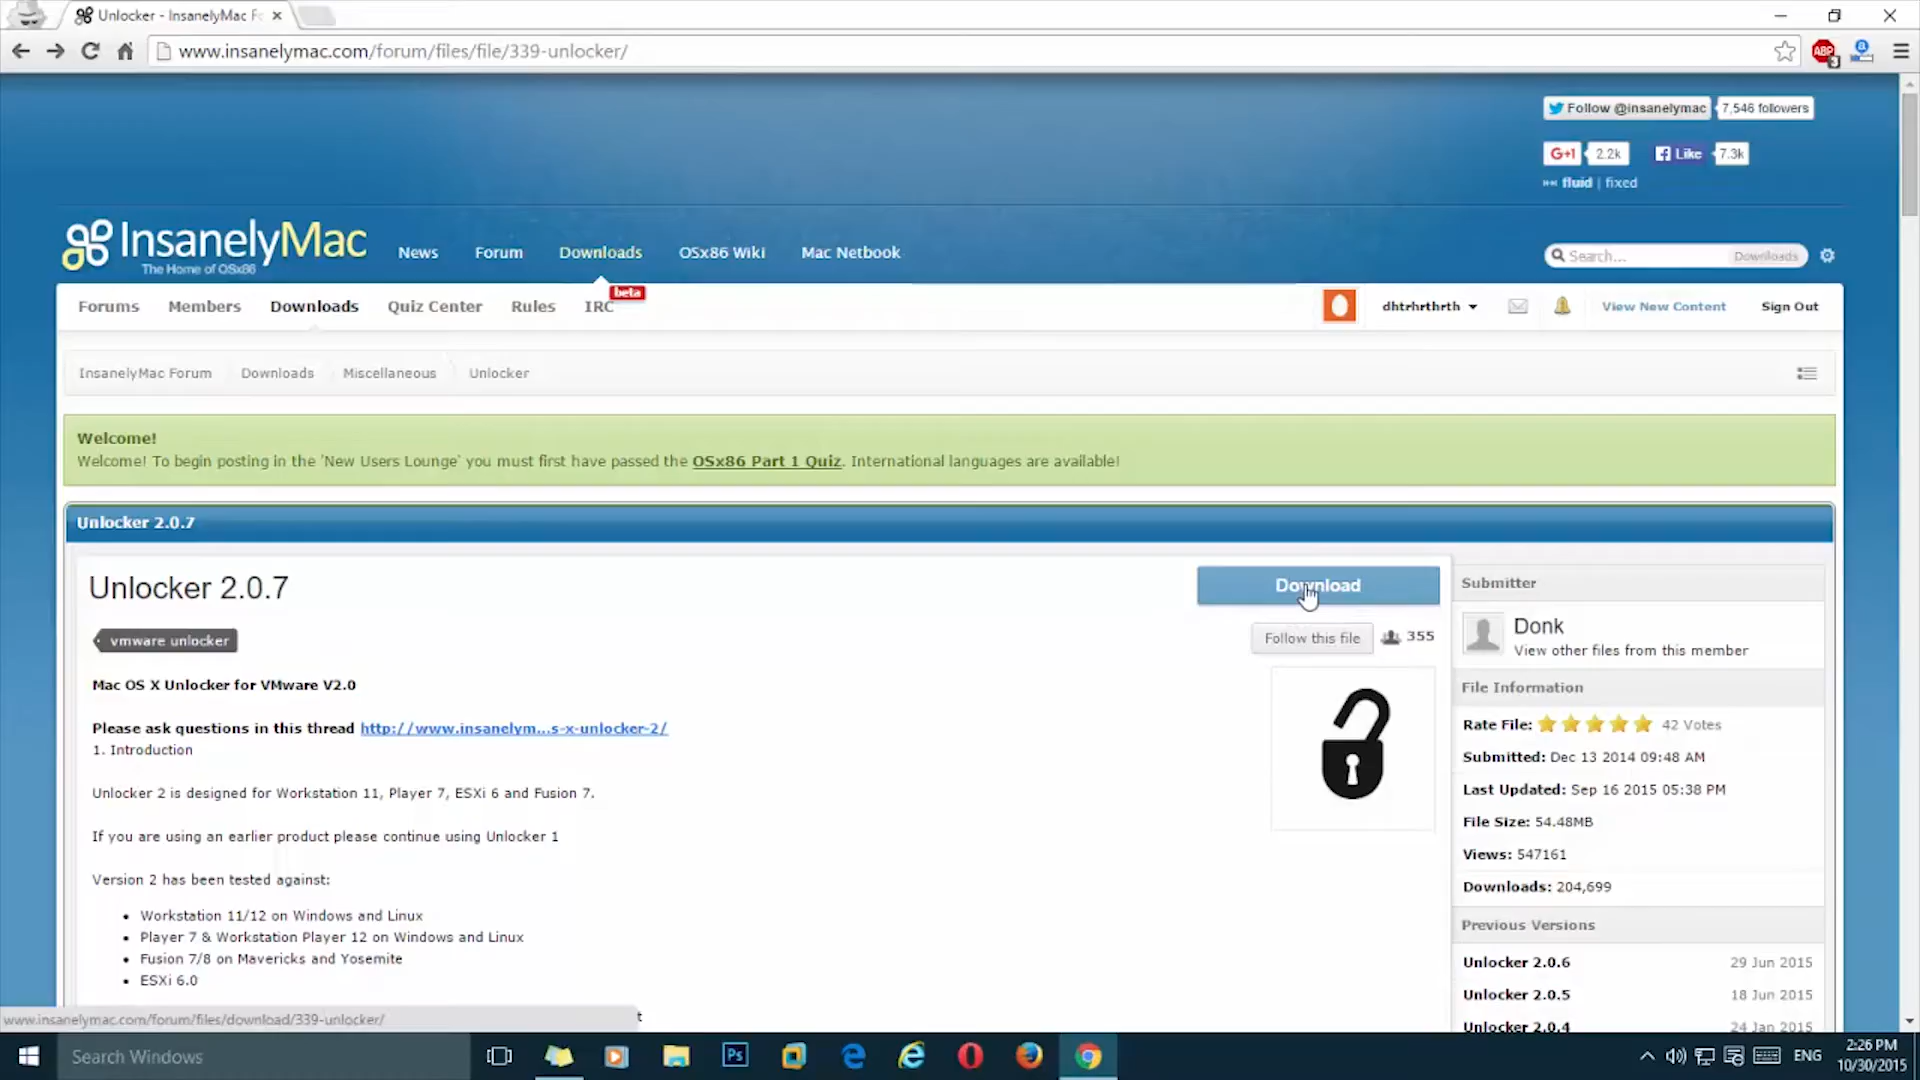 Unlocker - InsanelyMac F
www.insanelymac.com/forum/files/file/339-unlocker/
ABP
3
Follow @insanelymac
7,546 followers
G+1
2.2k
Like
7.3k
fluid | fixed
InsanelyMac
The Home of OSx86
News
Forum
Downloads
OSx86 Wiki
Mac Netbook
Search...
Downloads
Forums
Members
Downloads
Quiz Center
Rules
IRC
beta
dhtrhrthrth
View New Content
Sign Out
InsanelyMac Forum
Downloads
Miscellaneous
Unlocker
Welcome!
Welcome! To begin posting in the 'New Users Lounge' you must first have passed the OSx86 Part 1 Quiz. International languages are available!
Unlocker 2.0.7
Unlocker 2.0.7
Download
Follow this file
355
vmware unlocker
Mac OS X Unlocker for VMware V2.0
Please ask questions in this thread http://www.insanelym...s-x-unlocker-2/
1. Introduction
Unlocker 2 is designed for Workstation 11, Player 7, ESXi 6 and Fusion 7.
If you are using an earlier product please continue using Unlocker 1
Version 2 has been tested against:
• Workstation 11/12 on Windows and Linux
• Player 7 & Workstation Player 12 on Windows and Linux
• Fusion 7/8 on Mavericks and Yosemite
• ESXi 6.0
Submitter
Donk
View other files from this member
File Information
Rate File: 42 Votes
Submitted: Dec 13 2014 09:48 AM
Last Updated: Sep 16 2015 05:38 PM
File Size: 54.48MB
Views: 547161
Downloads: 204,699
Previous Versions
Unlocker 2.0.6 29 Jun 2015
Unlocker 2.0.5 18 Jun 2015
Unlocker 2.0.4 24 Jan 2015
www.insanelymac.com/forum/files/download/339-unlocker/
t
Search Windows
Ps
ENG
2:26 PM
10/30/2015